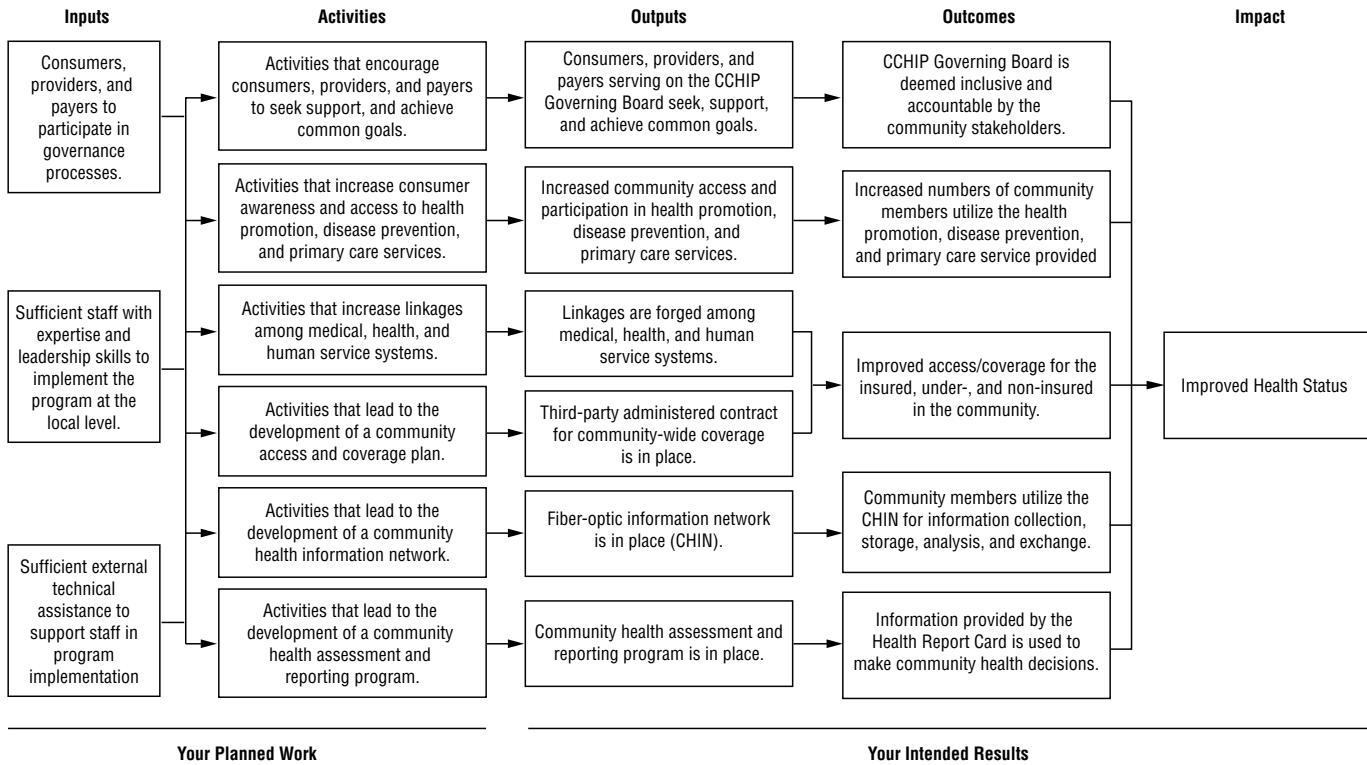 Inputs
Activities
Outputs
Outcomes
Impact
Consumers,
providers, and
payers to
participate in
governance
processes.
Sufficient staff with
expertise and
leadership skills to
implement the
program at the
local level.
Sufficient external
technical
assistance to
support staff in
program
implementation
Activities that encourage
consumers, providers, and payers
to seek support, and achieve
common goals.
Activities that increase consumer
awareness and access to health
promotion, disease prevention,
and primary care services.
Activities that increase linkages
among medical, health, and
human service systems.
Activities that lead to the
development of a community
access and coverage plan.
Activities that lead to the
development of a community
health information network.
Activities that lead to the
development of a community
health assessment and
reporting program.
Consumers, providers, and
payers serving on the CCHIP
Governing Board seek, support,
and achieve common goals.
Increased community access and
participation in health promotion,
disease prevention, and
primary care services.
Linkages are forged among
medical, health, and human
service systems.
Third-party administered contract
for community-wide coverage
is in place.
Fiber-optic information network
is in place (CHIN).
Community health assessment and
reporting program is in place.
CCHIP Governing Board is
deemed inclusive and
accountable by the
community stakeholders.
Increased numbers of community
members utilize the health
promotion, disease prevention,
and primary care service provided
Improved access/coverage for the
insured, under-, and non-insured
in the community.
Community members utilize the
CHIN for information collection,
storage, analysis, and exchange.
Information provided by the
Health Report Card is used to
make community health decisions.
Improved Health Status
Your Planned Work
Your Intended Results